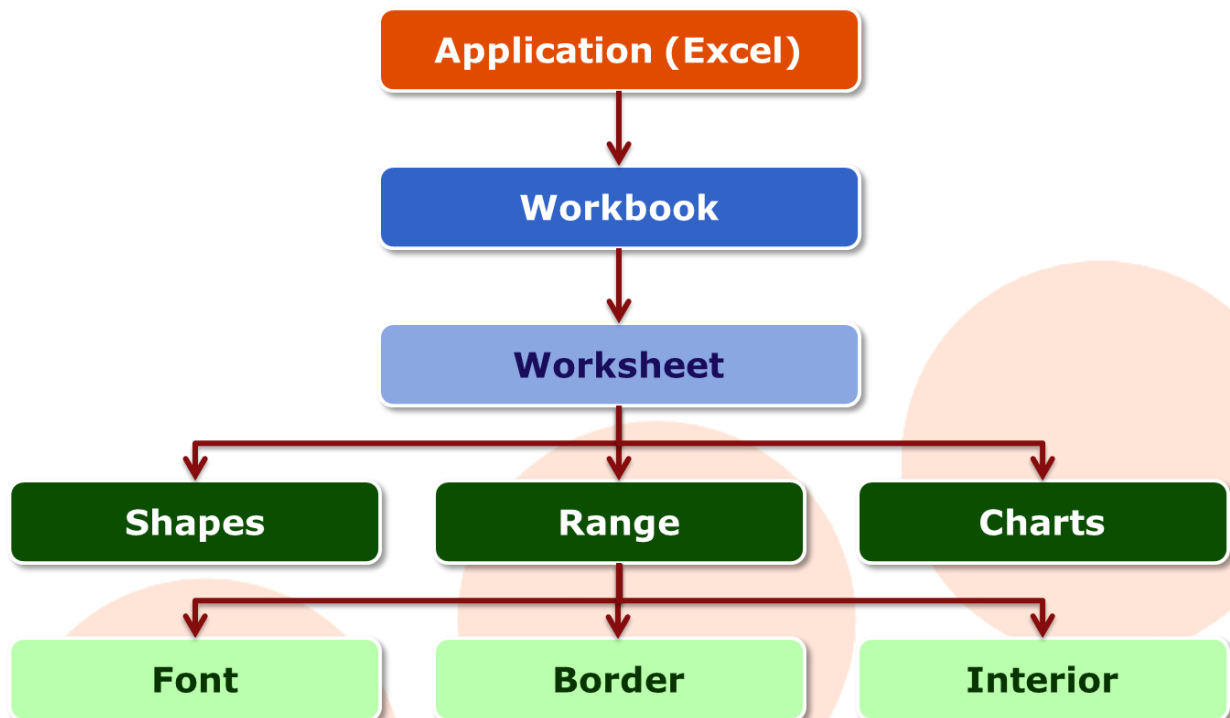 Application (Excel)
Workbook
Worksheet
Shapes
Range
Charts
Font
Border
Interior